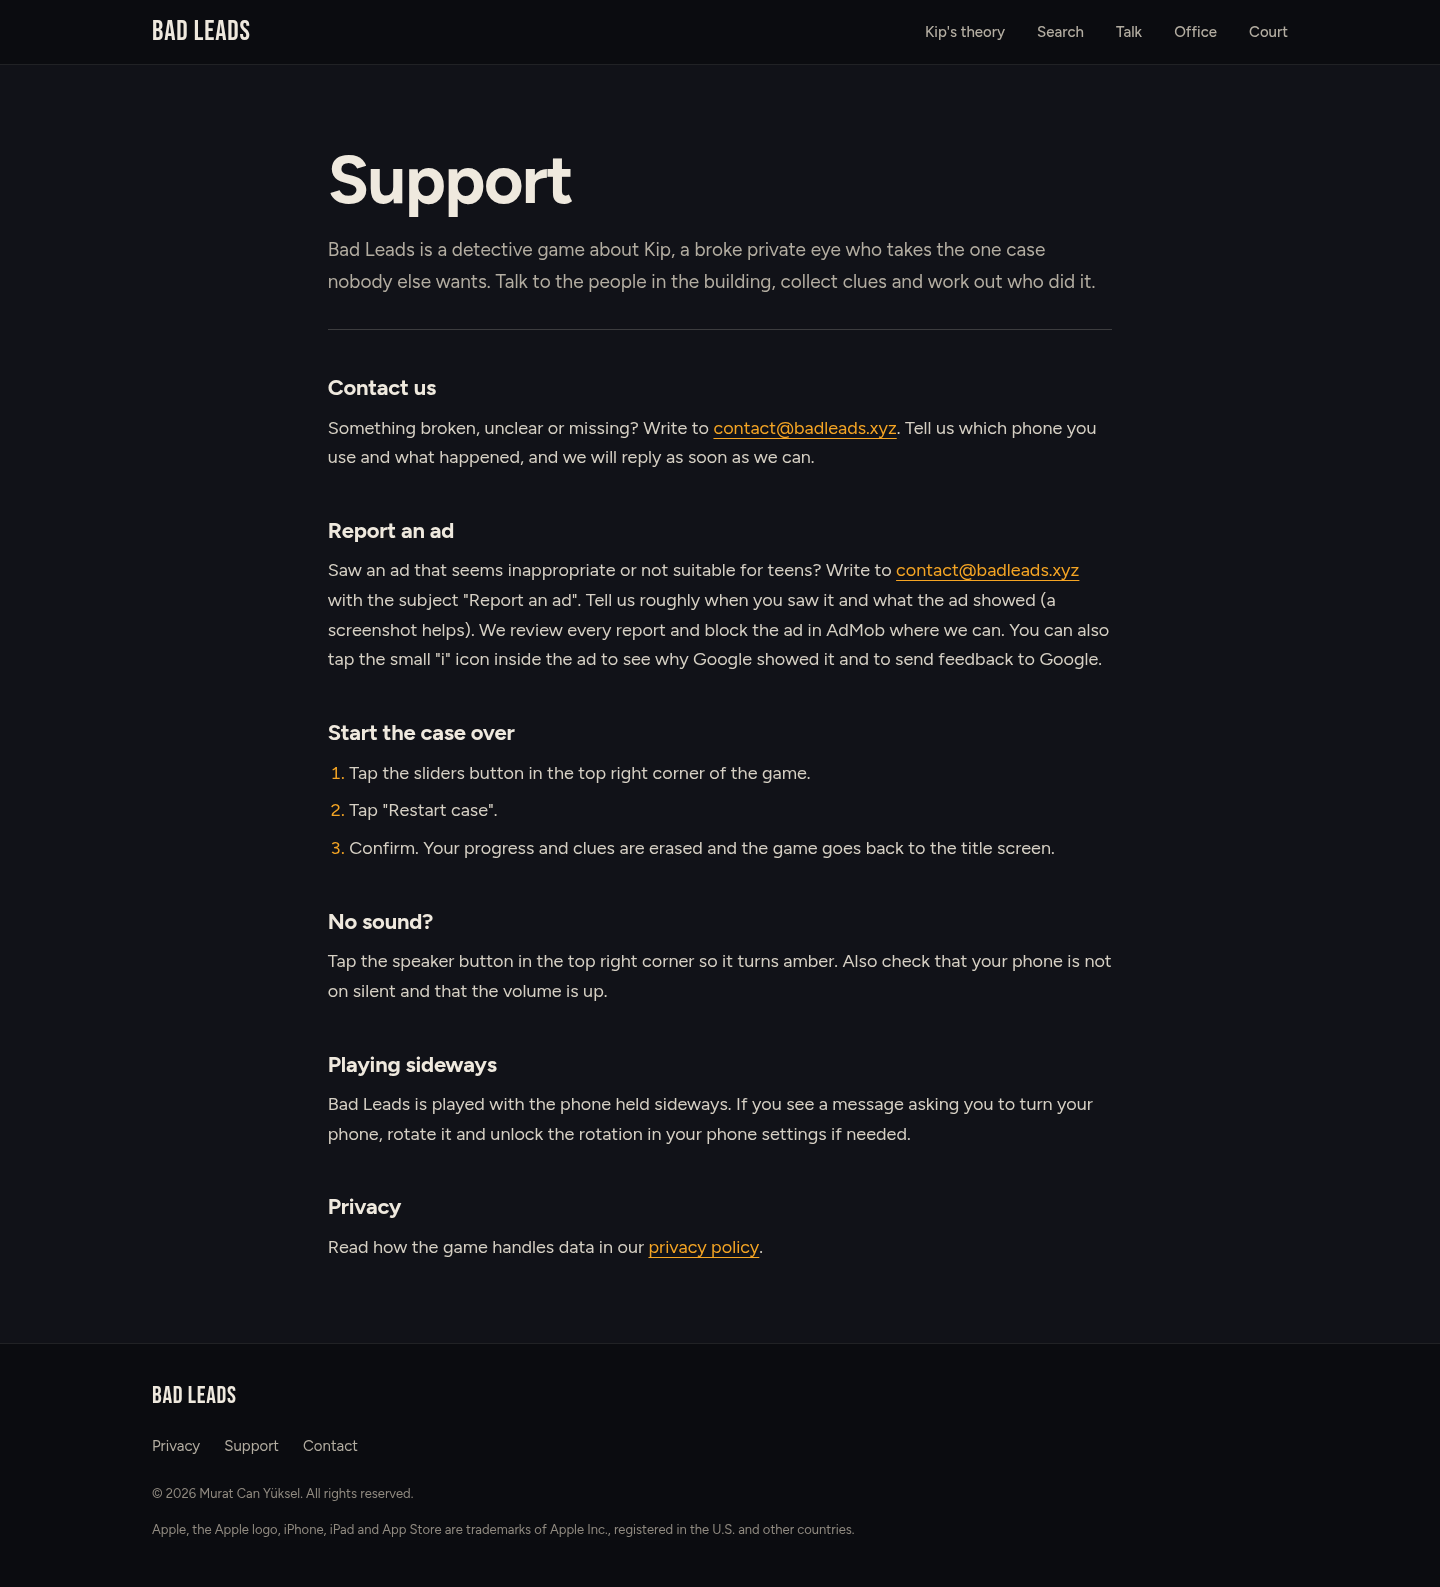 BAD LEADS
Kip's theory Search Talk Office Court
Support
Bad Leads is a detective game about Kip, a broke private eye who takes the one case
nobody else wants. Talk to the people in the building, collect clues and work out who did it.
Contact us
Something broken, unclear or missing? Write to contact@badleads.xyz. Tell us which phone you
use and what happened, and we will reply as soon as we can.
Report an ad
Saw an ad that seems inappropriate or not suitable for teens? Write to contact@badleads.xyz
with the subject "Report an ad". Tell us roughly when you saw it and what the ad showed (a
screenshot helps). We review every report and block the ad in AdMob where we can. You can also
tap the small "i" icon inside the ad to see why Google showed it and to send feedback to Google.
Start the case over
1. Tap the sliders button in the top right corner of the game.
2. Tap "Restart case".
3. Confirm. Your progress and clues are erased and the game goes back to the title screen.
No sound?
Tap the speaker button in the top right corner so it turns amber. Also check that your phone is not
on silent and that the volume is up.
Playing sideways
Bad Leads is played with the phone held sideways. If you see a message asking you to turn your
phone, rotate it and unlock the rotation in your phone settings if needed.
Privacy
Read how the game handles data in our privacy policy.
BAD LEADS
Privacy Support Contact
© 2026 Murat Can Yüksel. All rights reserved.
Apple, the Apple logo, iPhone, iPad and App Store are trademarks of Apple Inc., registered in the U.S. and other countries.